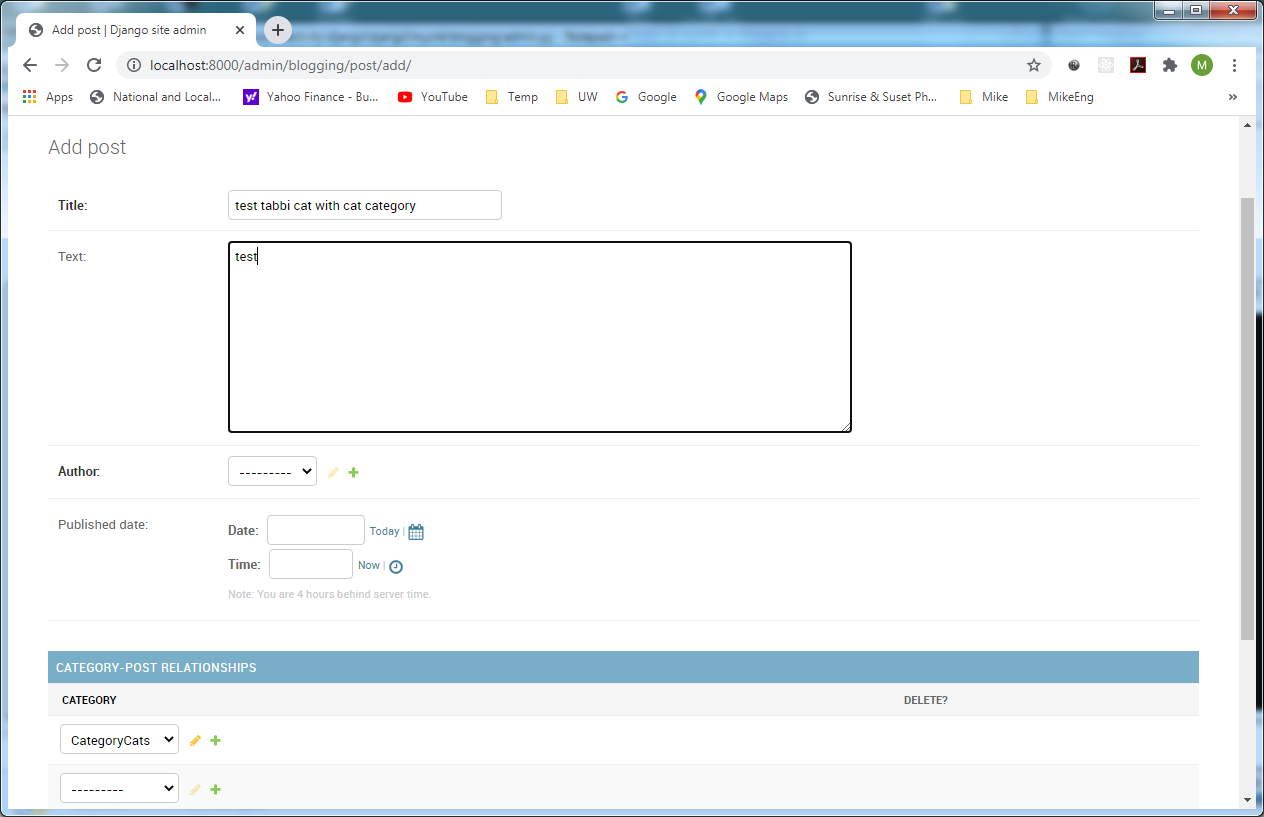 Add post | Django site admin
localhost:8000/admin/blogging/post/add/
M
Apps National and Local... Yahoo Finance - Bu... YouTube Temp UW Google Google Maps Sunrise & Suset Ph... Mike MikeEng »
Add post
Title: test tabbi cat with cat category
Text: test
Author: ---------
Published date: Date: Today |
Time: Now |
Note: You are 4 hours behind server time.
CATEGORY-POST RELATIONSHIPS
CATEGORY DELETE?
CategoryCats
---------